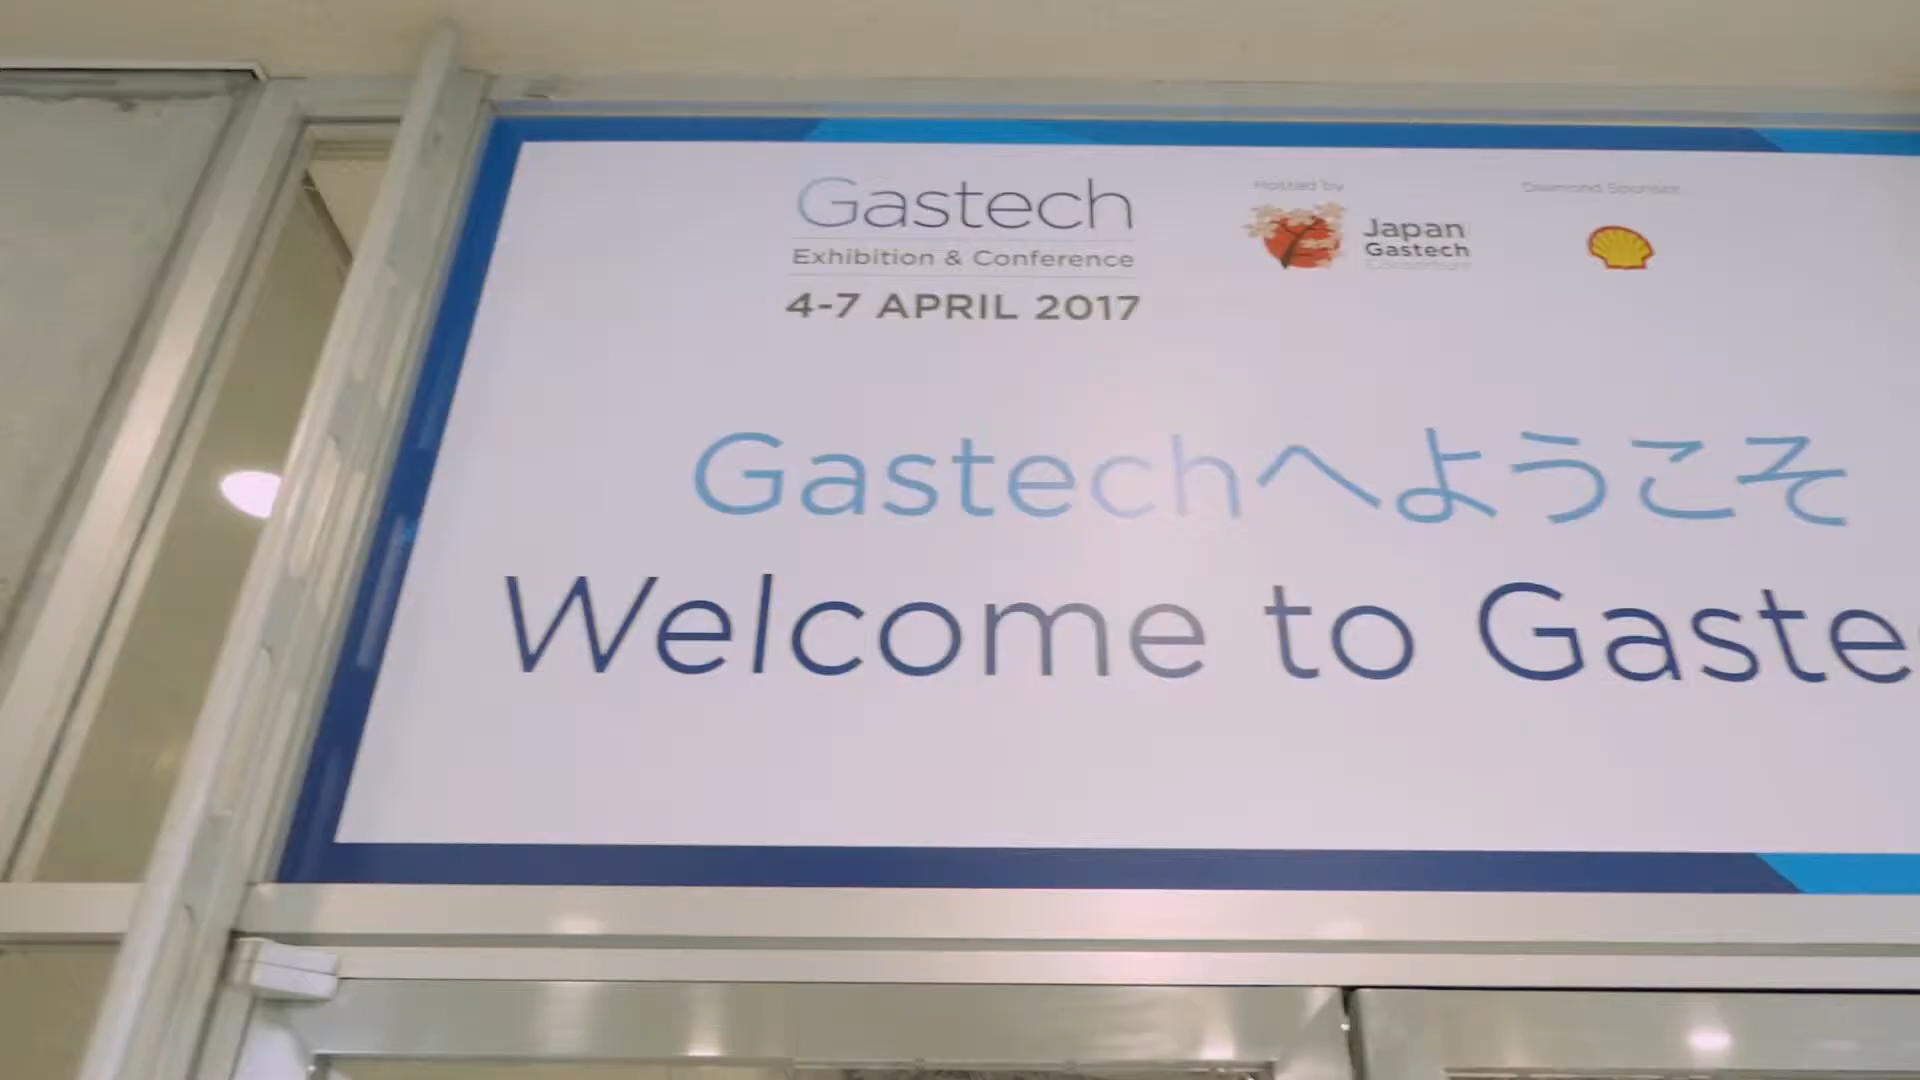 Gastech
Exhibition & Conference
4-7 APRIL 2017
Hosted by
Japan
Gastech
Consortium
Diamond Sponsor
Gastechへようこそ
Welcome to Gaste